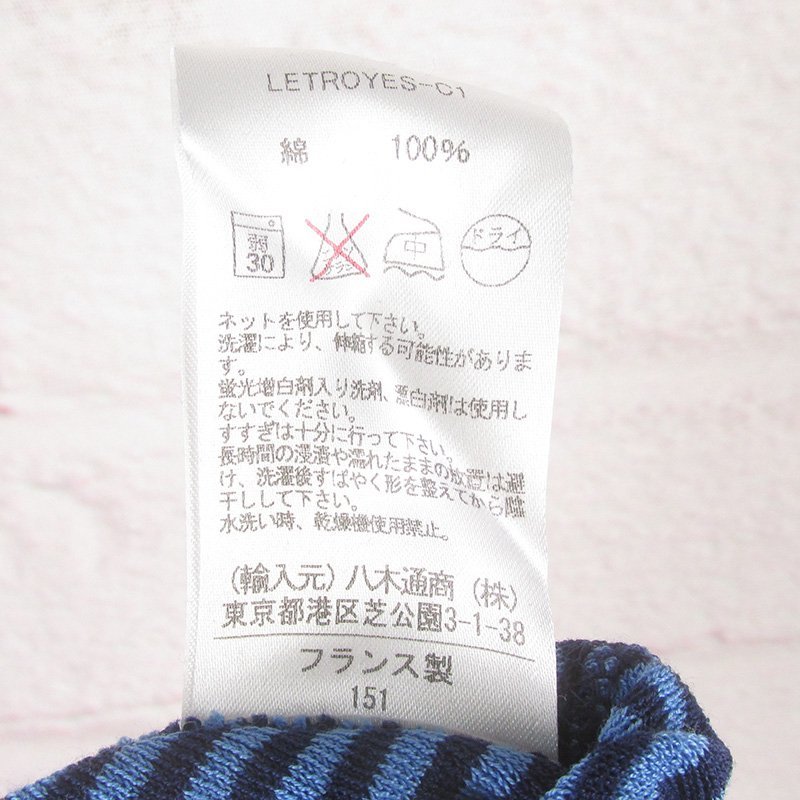 LETROYES-C1
綿 100%
弱 中 ドライ
30 エンソ サラシ
ネットを使用して下さい。
洗濯により、伸縮する可能性がありま
す。
蛍光増白剤入り洗剤、漂白剤は使用し
ないでください。
すすぎは十分に行って下さい。
長時間の浸漬や濡れたままの放置は避
け、洗濯後すばやく形を整えてから陰
干しして下さい。
水洗い時、乾燥機使用禁止。
(輸入元) 八木通商 (株)
東京都港区芝公園3-1-38
フランス製
151